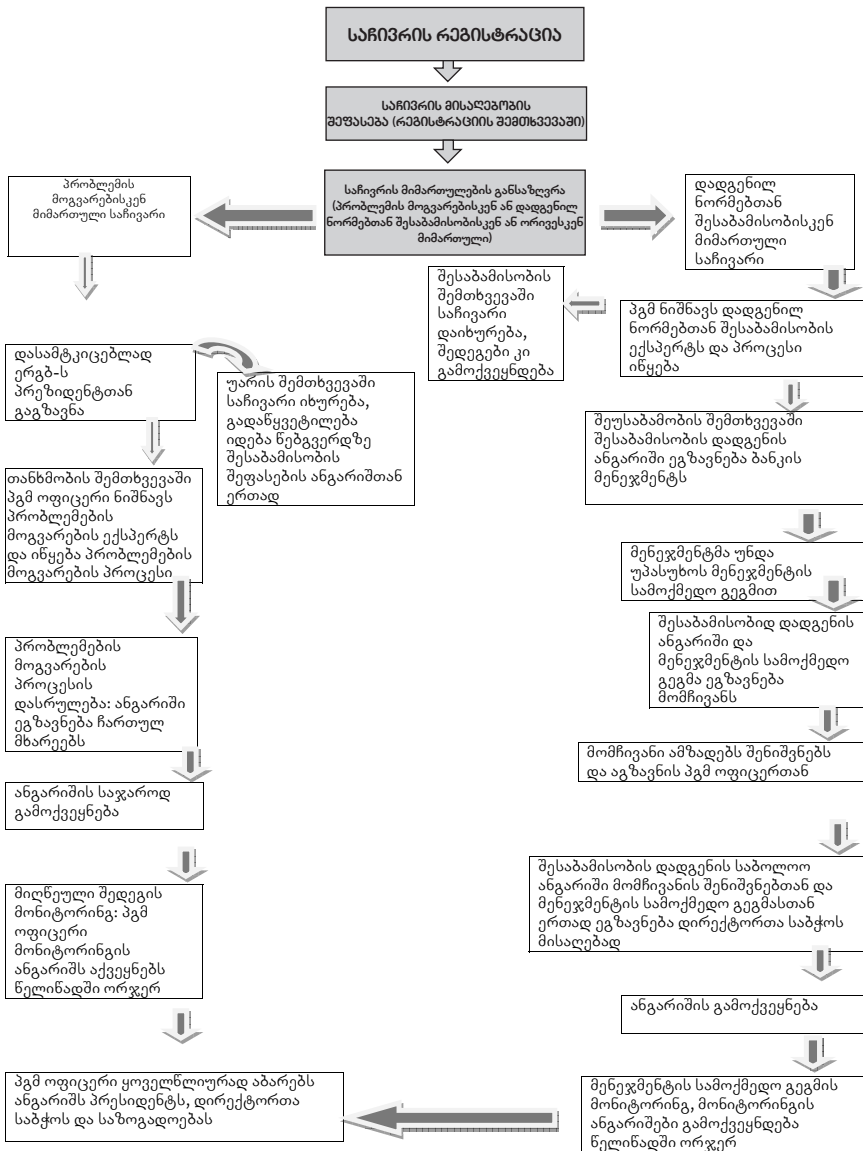 საჩივრის რეგისტრაცია
საჩივრის მისაღებობის
შეფასება (რეგისტრაციის შემთხვევაში)
საჩივრის მიმართულების განსაზღვრა
(პრობლემის მოგვარებისკენ ან დადგენილ
ნორმებთან შესაბამისობისკენ ან ორივესკენ
მიმართული)
პრობლემის
მოგვარებისკენ
მიმართული საჩივარი
დადგენილ
ნორმებთან
შესაბამისობისკენ
მიმართული
საჩივარი
შესაბამისობის
შემთხვევაში
საჩივარი
დაიხურება,
შედეგები კი
გამოქვეყნდება
პგმ ნიშნავს დადგენილ
ნორმებთან შესაბამისობის
ექსპერტს და პროცესი
იწყება
დასამტკიცებლად
ერგბ-ს
პრეზიდენტთან
გაგზავნა
უარის შემთხვევაში
საჩივარი იხურება,
გადაწყვეტილება
იდება წებგვერდზე
შესაბამისობის
შეფასების ანგარიშთან
ერთად
შეუსაბამობის შემთხვევაში
შესაბამისობის დადგენის
ანგარიში ეგზავნება ბანკის
მენეჯმენტს
თანხმობის შემთხვევაში
პგმ ოფიცერი ნიშნავს
პრობლემების
მოგვარების ექსპერტს
და იწყება პრობლემების
მოგვარების პროცესი
მენეჯმენტმა უნდა
უპასუხოს მენეჯმენტის
სამოქმედო გეგმით
შესაბამისობიდ დადგენის
ანგარიში და
მენეჯმენტის სამოქმედო
გეგმა ეგზავნება
მომჩივანს
პრობლემების
მოგვარების
პროცესის
დასრულება: ანგარიში
ეგზავნება ჩართულ
მხარეებს
მომჩივანი ამზადებს შენიშვნებს
და აგზავნის პგმ ოფიცერთან
ანგარიშის საჯაროდ
გამოქვეყნება
შესაბამისობის დადგენის საბოლოო
ანგარიში მომჩივანის შენიშვნებთან და
მენეჯმენტის სამოქმედო გეგმასთან
ერთად ეგზავნება დირექტორთა საბჭოს
მისაღებად
მიღწეული შედეგის
მონიტორინგი: პგმ
ოფიცერი
მონიტორინგის
ანგარიშს აქვეყნებს
წელიწადში ორჯერ
ანგარიშის გამოქვეყნება
პგმ ოფიცერი ყოველწლიურად აბარებს
ანგარიშს პრესიდენტს, დირექტორთა
საბჭოს და საზოგადოებას
მენეჯმენტის სამოქმედო გეგმის
მონიტორინგი, მონიტორინგის
ანგარიშები გამოქვეყნდება
წელიწადში ორჯერ